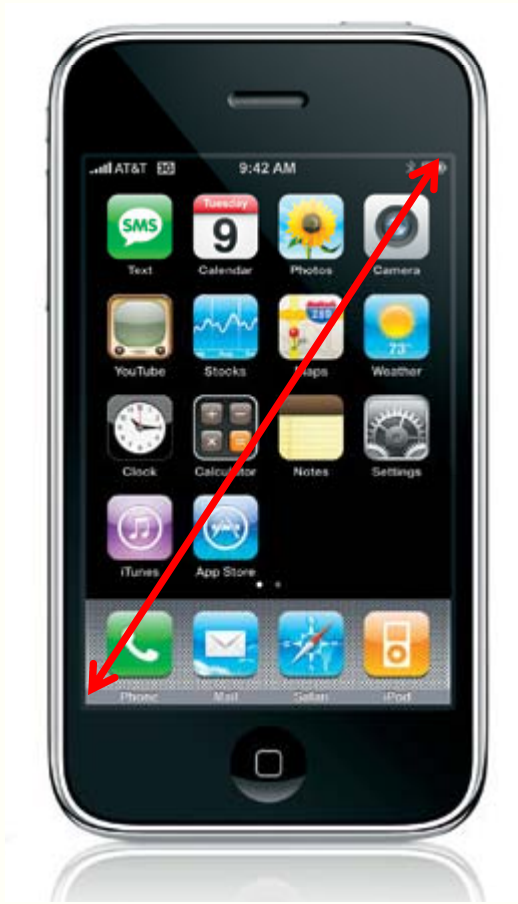 AT&T 3G 9:42 AM
SMS Tuesday 9 280 73°
Text Calendar Photos Camera
YouTube Stocks Maps Weather
Clock Calculator Notes Settings
iTunes App Store
Phone Mail Safari iPod